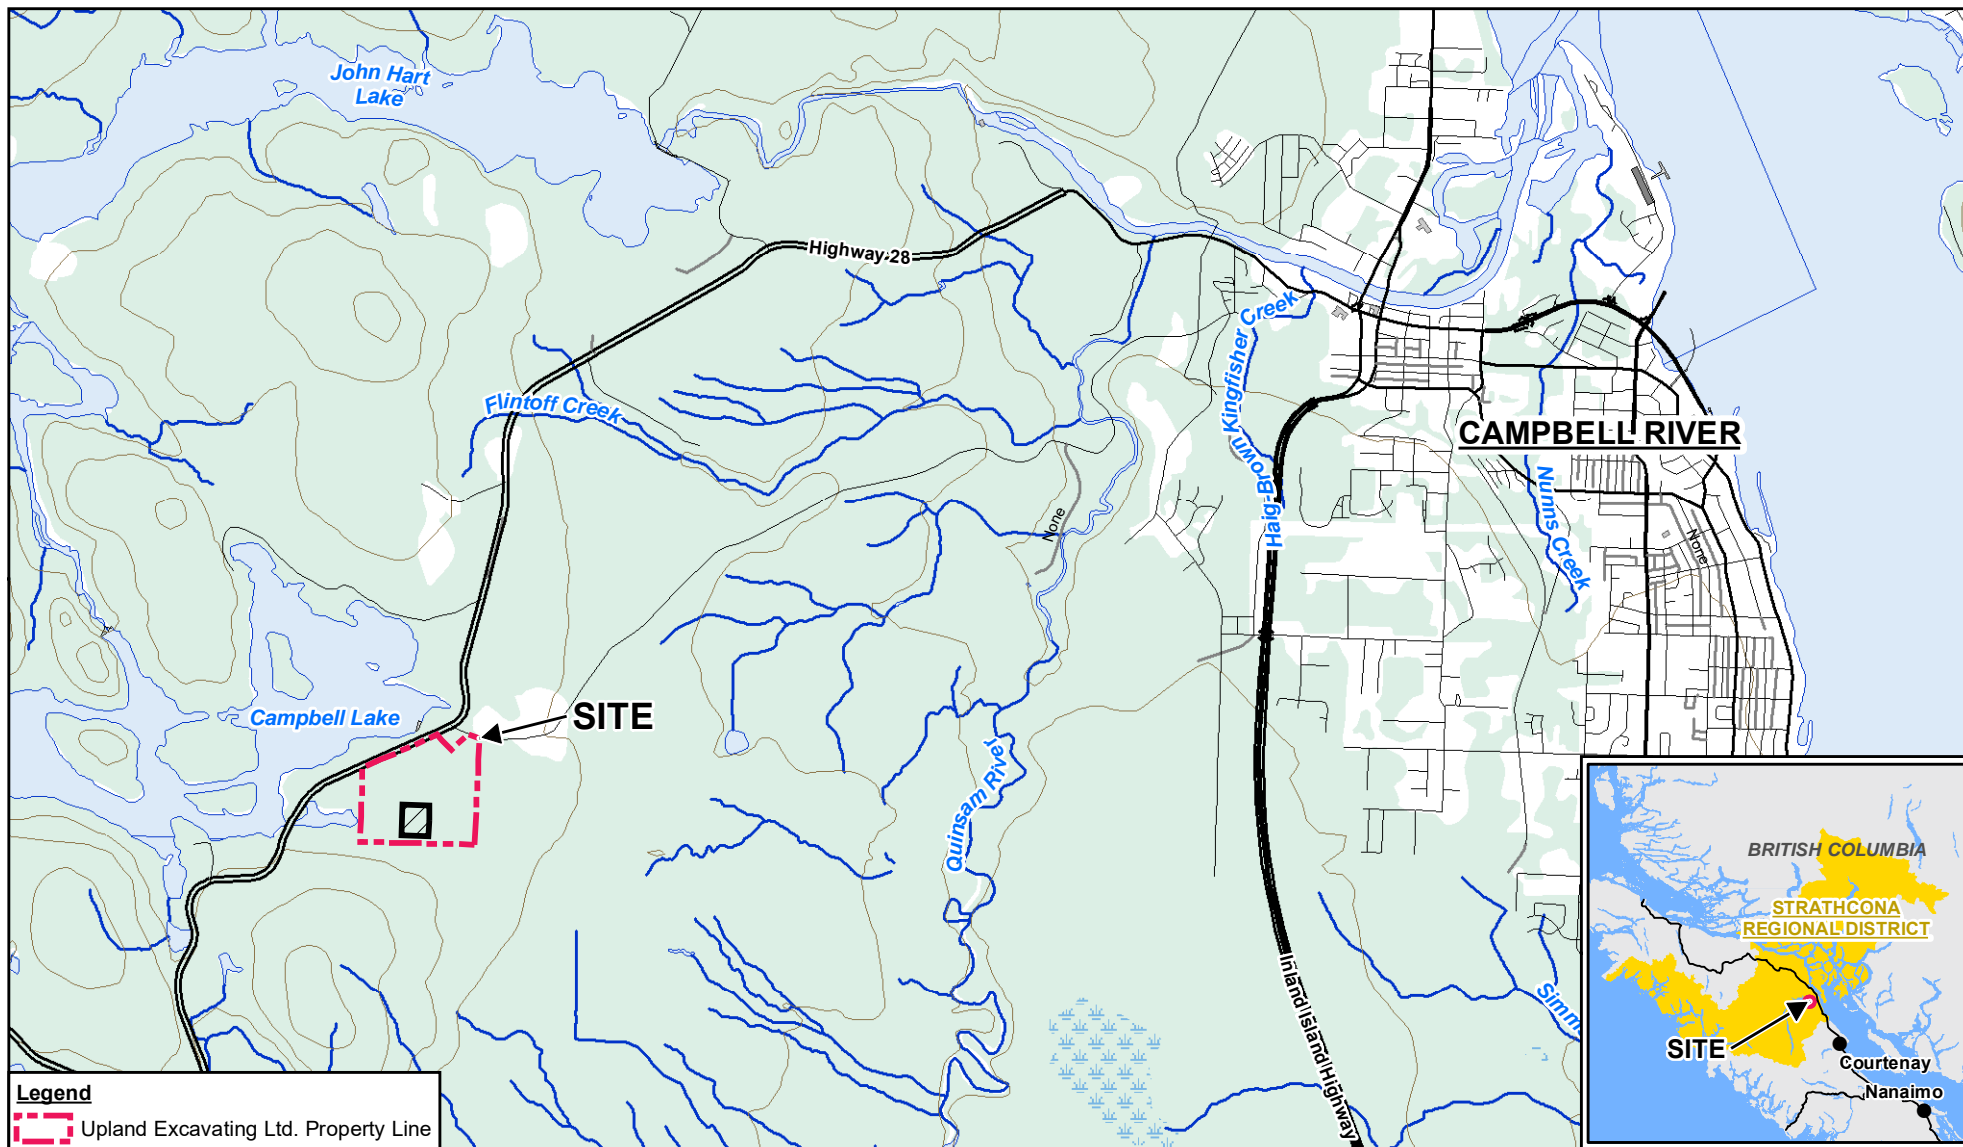 John Hart
Lake
Highway 28
Haig-Brown Kingfisher Creek
Flintoff Creek
CAMPBELL RIVER
Nunns Creek
None
None
Campbell Lake
SITE
Quinsam River
Inland Island Highway
Simms
BRITISH COLUMBIA
STRATHCONA
REGIONAL DISTRICT
SITE
Courtenay
Nanaimo
Legend
Upland Excavating Ltd. Property Line